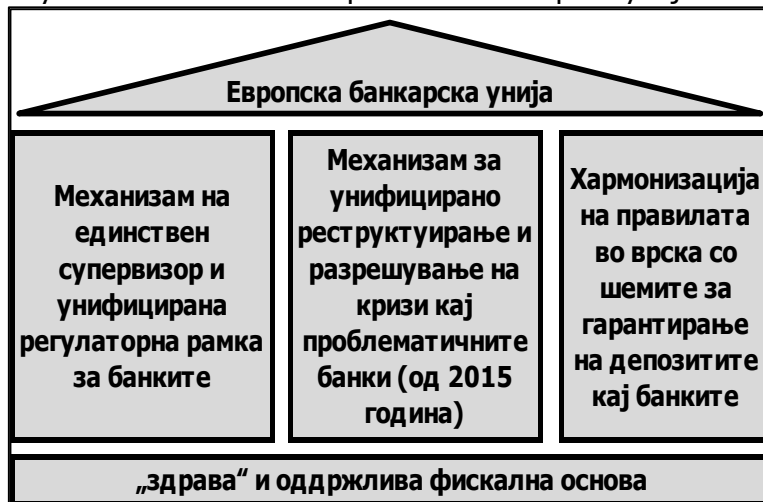 Европска банкарска унија
Механизам на
единствен
супервизор и
унифицирана
регулаторна рамка
за банките
Механизам за
унифицирано
реструктуирање и
разрешување на
кризи кај
проблематичните
банки (од 2015
година)
Хармонизација
на правилата
во врска со
шемите за
гарантирање
на депозитите
кај банките
„здрава“ и оддржлива фискална основа